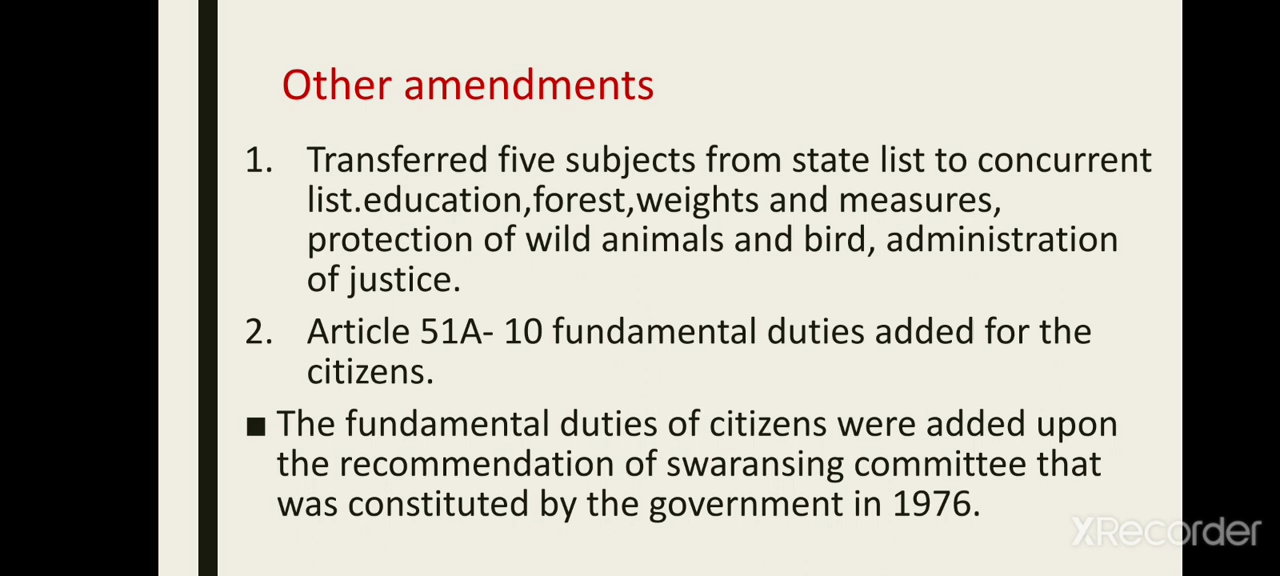 Other amendments
1. Transferred five subjects from state list to concurrent
list.education,forest,weights and measures,
protection of wild animals and bird, administration
of justice.
2. Article 51A- 10 fundamental duties added for the
citizens.
■ The fundamental duties of citizens were added upon
the recommendation of swaransing committee that
was constituted by the government in 1976.
XRecorder